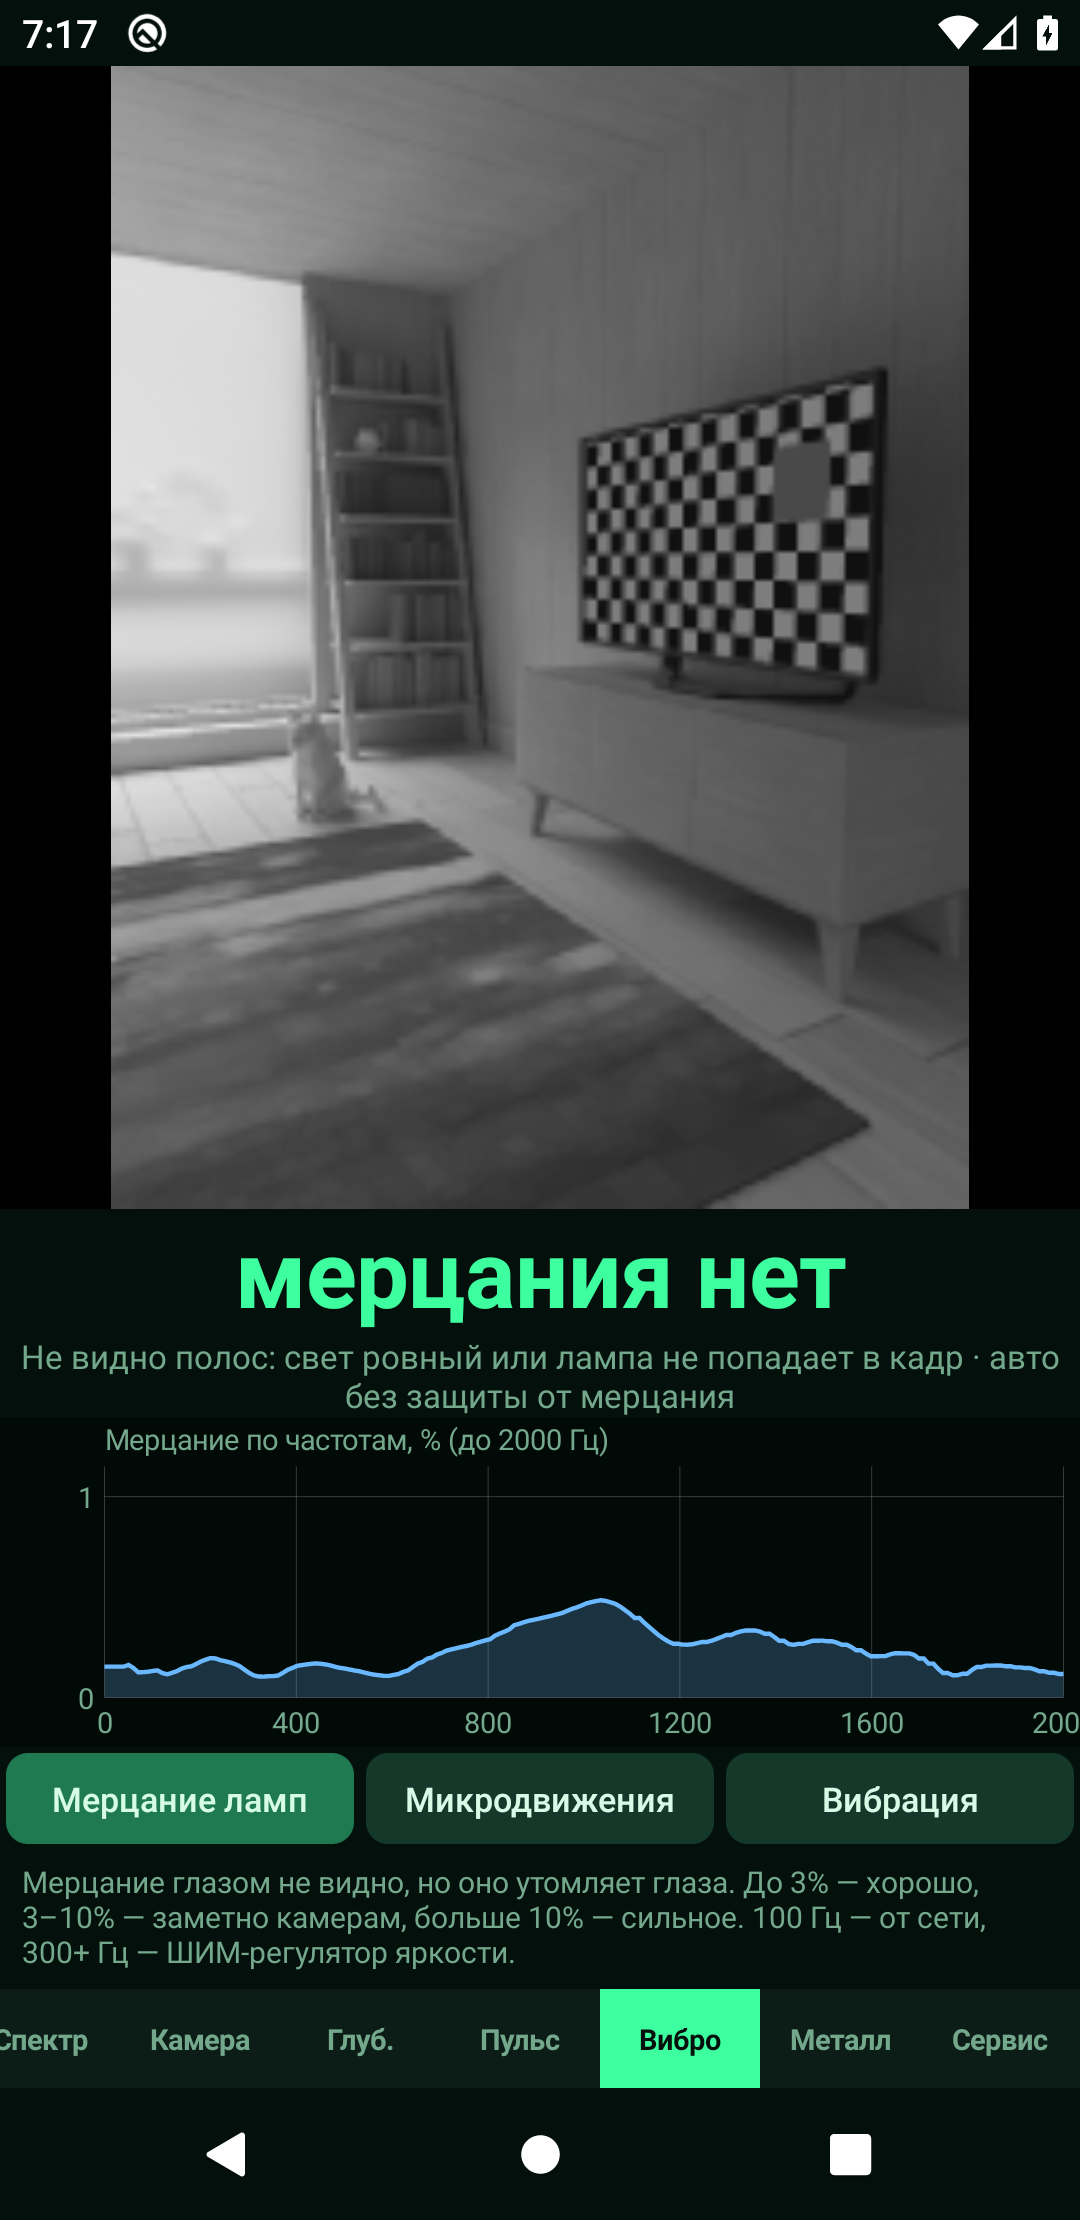 7:17
мерцания нет
Не видно полос: свет ровный или лампа не попадает в кадр · авто
без защиты от мерцания
Мерцание по частотам, % (до 2000 Гц)
1
0
0 400 800 1200 1600 200
Мерцание ламп Микродвижения Вибрация
Мерцание глазом не видно, но оно утомляет глаза. До 3% — хорошо,
3–10% — заметно камерам, больше 10% — сильное. 100 Гц — от сети,
300+ Гц — ШИМ-регулятор яркости.
Спектр Камера Глуб. Пульс Вибро Металл Сервис